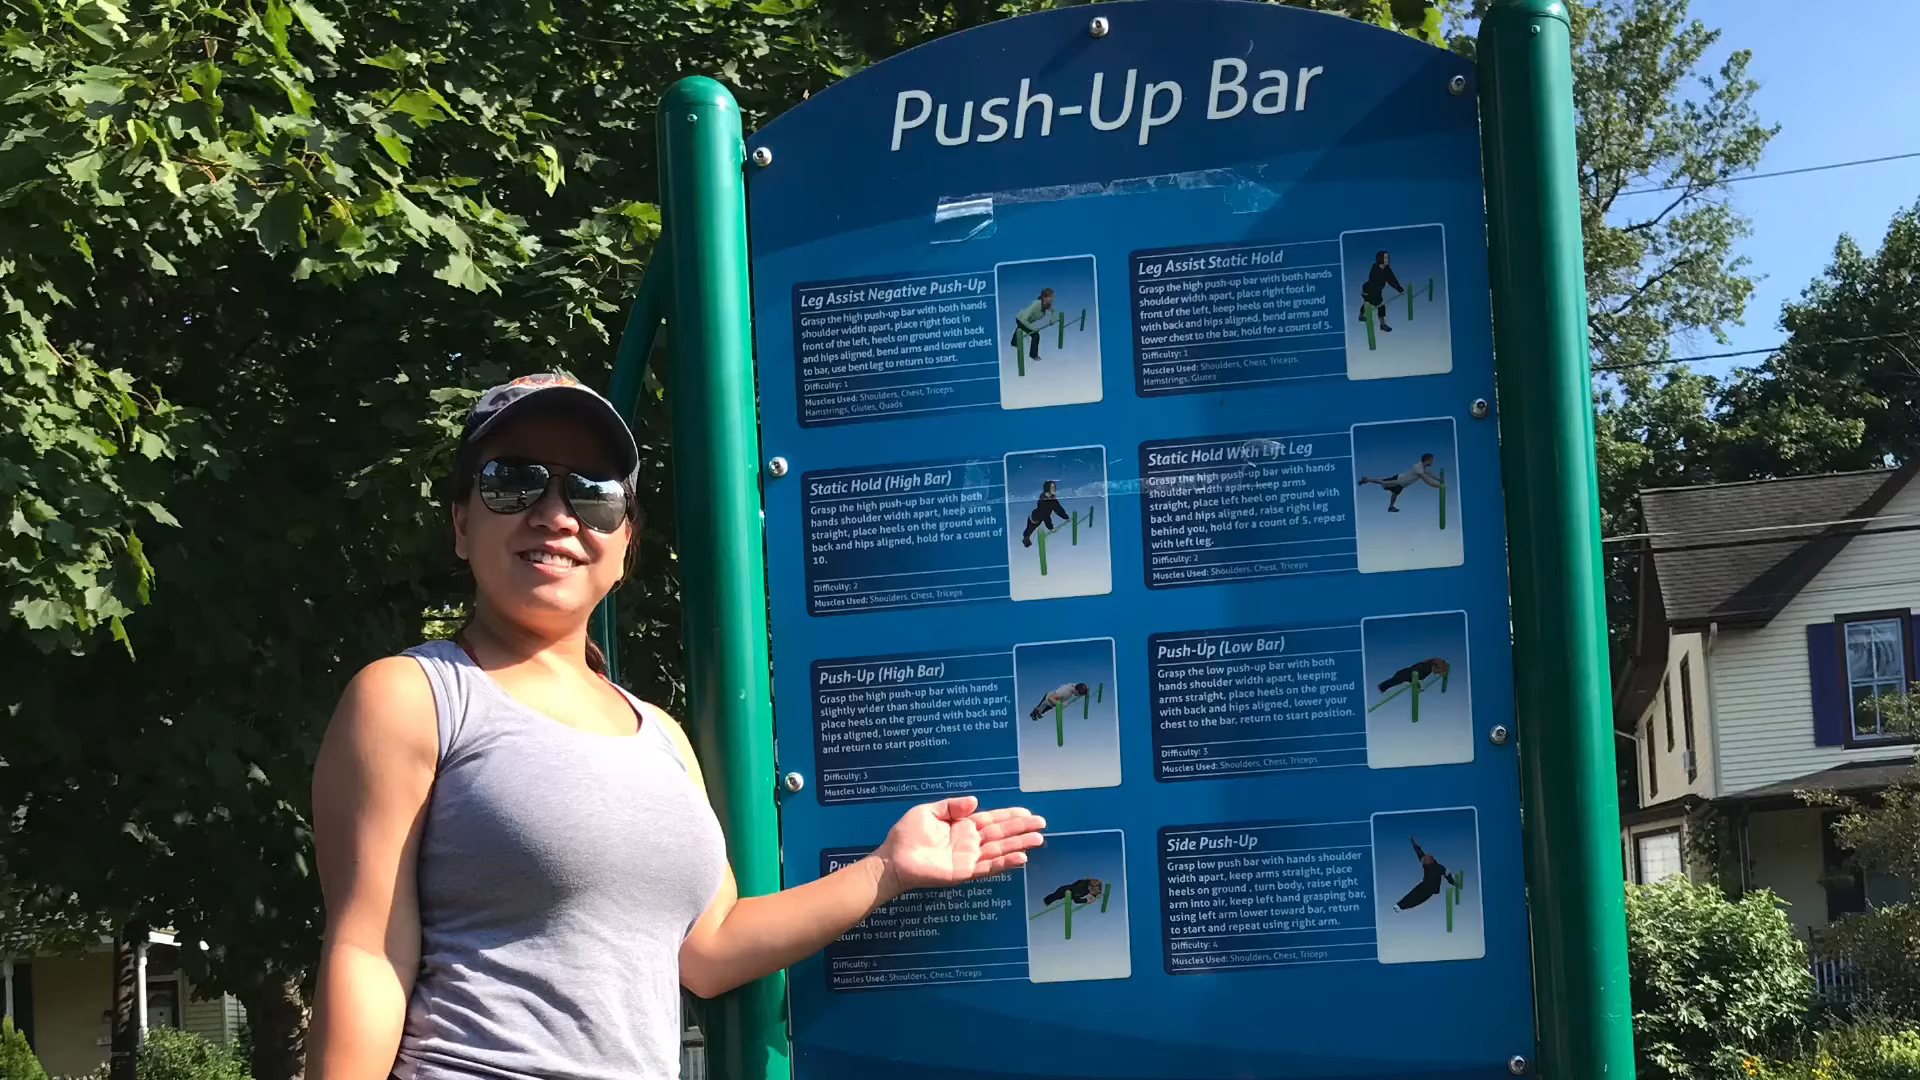 Push-Up Bar
Leg Assist Negative Push-Up
Grasp the high push-up bar with both hands
shoulder width apart, place right foot in
front of the left, heels on ground with back
and hips aligned, bend arms and lower chest
to bar, use bent leg to return to start.
Difficulty: 1
Muscles Used: Shoulders, Chest, Triceps,
Hamstrings, Glutes, Quads
Leg Assist Static Hold
Grasp the high push-up bar with both hands
shoulder width apart, place right foot in
front of the left, keep heels on the ground
with back and hips aligned, bend arms and
lower chest to the bar, hold for a count of 5.
Difficulty: 1
Muscles Used: Shoulders, Chest, Triceps,
Hamstrings, Glutes
Static Hold (High Bar)
Grasp the high push-up bar with both
hands shoulder width apart, keep arms
straight, place heels on the ground with
back and hips aligned, hold for a count of
10.
Difficulty: 2
Muscles Used: Shoulders, Chest, Triceps
Static Hold With Lift Leg
Grasp the high push-up bar with hands
shoulder width apart, keep arms
straight, place left heel on ground with
back and hips aligned, raise right leg
behind you, hold for a count of 5, repeat
with left leg.
Difficulty: 2
Muscles Used: Shoulders, Chest, Triceps
Push-Up (High Bar)
Grasp the high push-up bar with hands
slightly wider than shoulder width apart,
place heels on the ground with back and
hips aligned, lower your chest to the bar
and return to start position.
Difficulty: 3
Muscles Used: Shoulders, Chest, Triceps
Push-Up (Low Bar)
Grasp the low push-up bar with both
hands shoulder width apart, keeping
arms straight, place heels on the ground
with back and hips aligned, lower your
chest to the bar, return to start position.
Difficulty: 3
Muscles Used: Shoulders, Chest, Triceps
thumbs
arms straight, place
the ground with back and hips
lower your chest to the bar,
return to start position.
Difficulty: 4
Muscles Used: Shoulders, Chest, Triceps
Side Push-Up
Grasp low push bar with hands shoulder
width apart, keep arms straight, place
heels on ground , turn body, raise right
arm into air, keep left hand grasping bar,
using left arm lower toward bar, return
to start and repeat using right arm.
Difficulty: 4
Muscles Used: Shoulders, Chest, Triceps